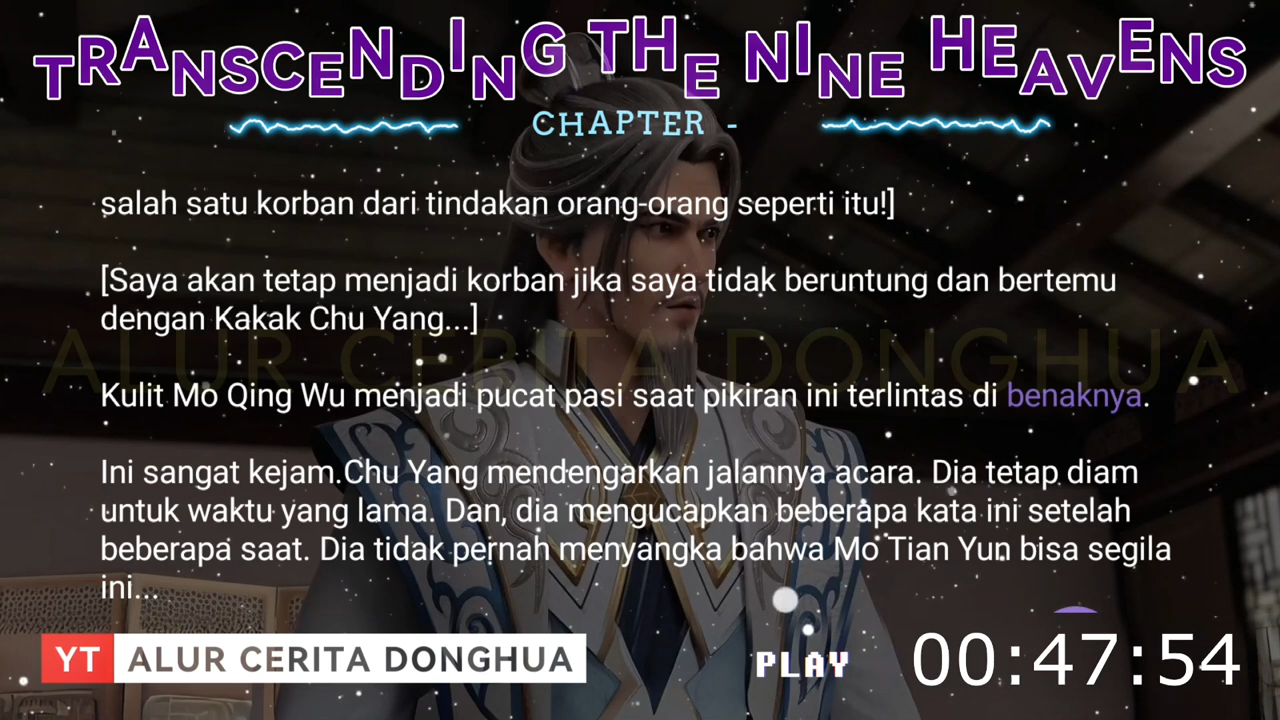 TRANSCENDING THE NINE HEAVENS
CHAPTER -
salah satu korban dari tindakan orang-orang seperti itu!]
[Saya akan tetap menjadi korban jika saya tidak beruntung dan bertemu
dengan Kakak Chu Yang...]
ALUR CERITA DONGHUA
Kulit Mo Qing Wu menjadi pucat pasi saat pikiran ini terlintas di benaknya.
Ini sangat kejam.Chu Yang mendengarkan jalannya acara. Dia tetap diam
untuk waktu yang lama. Dan, dia mengucapkan beberapa kata ini setelah
beberapa saat. Dia tidak pernah menyangka bahwa Mo Tian Yun bisa segila
ini...
YT ALUR CERITA DONGHUA
PLAY
00:47:54